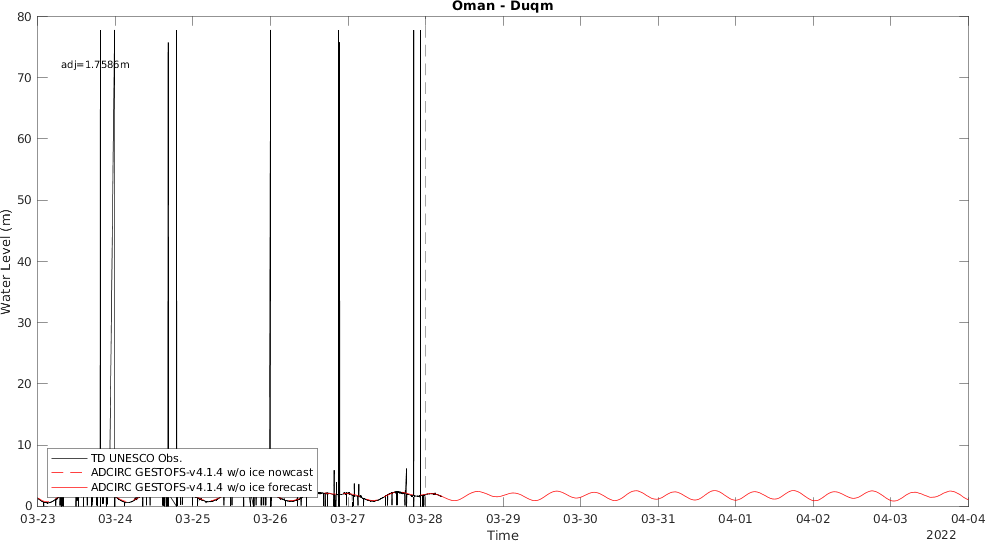 Oman - Duqm
80
adj=1.7586m
70
60
50
40
30
20
10
0
Water Level (m)
TD UNESCO Obs.
ADCIRC GESTOFS-v4.1.4 w/o ice nowcast
ADCIRC GESTOFS-v4.1.4 w/o ice forecast
03-23 03-24 03-25 03-26 03-27 03-28 03-29 03-30 03-31 04-01 04-02 04-03 04-04
Time
2022